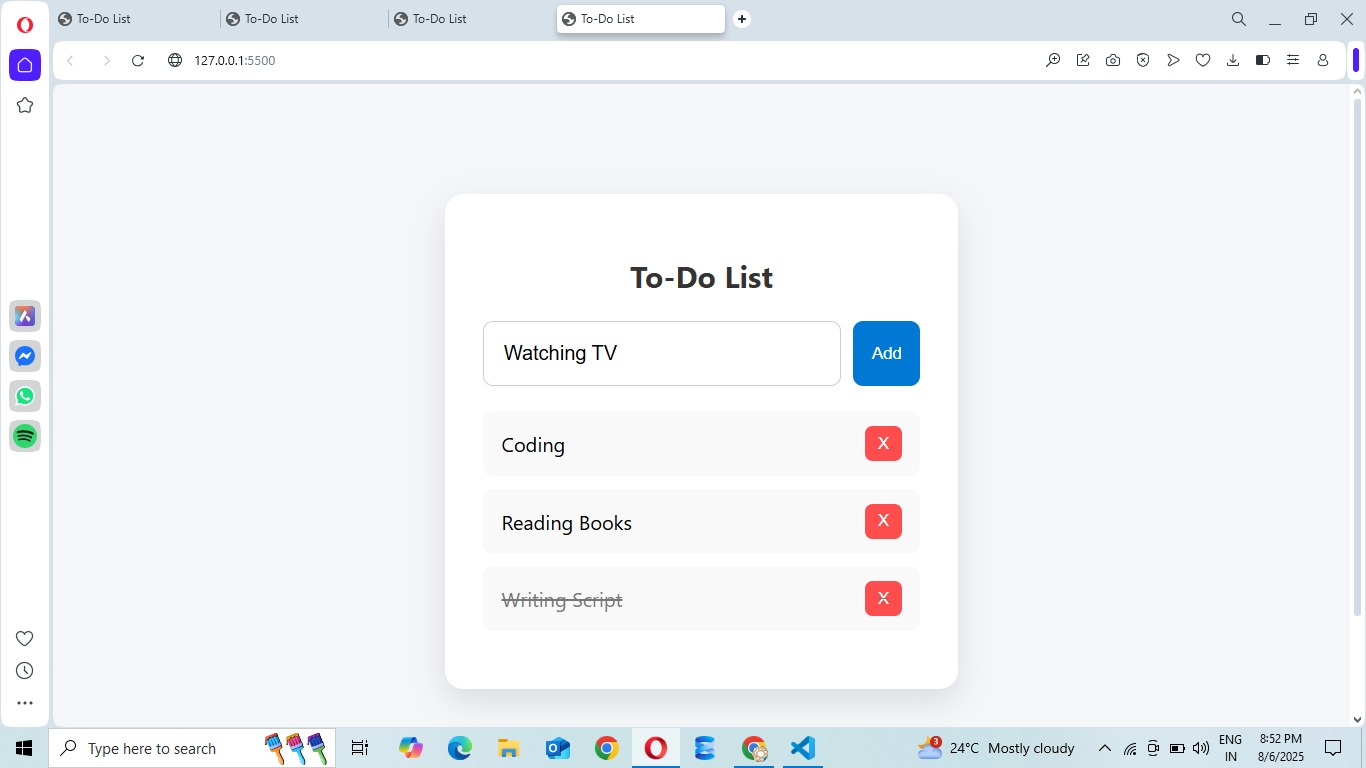 To-Do List
To-Do List
To-Do List
To-Do List
127.0.0.1:5500
To-Do List
Watching TV
Add
Coding
X
Reading Books
X
Writing Script
X
Type here to search
3
24°C Mostly cloudy
ENG
IN
8:52 PM
8/6/2025